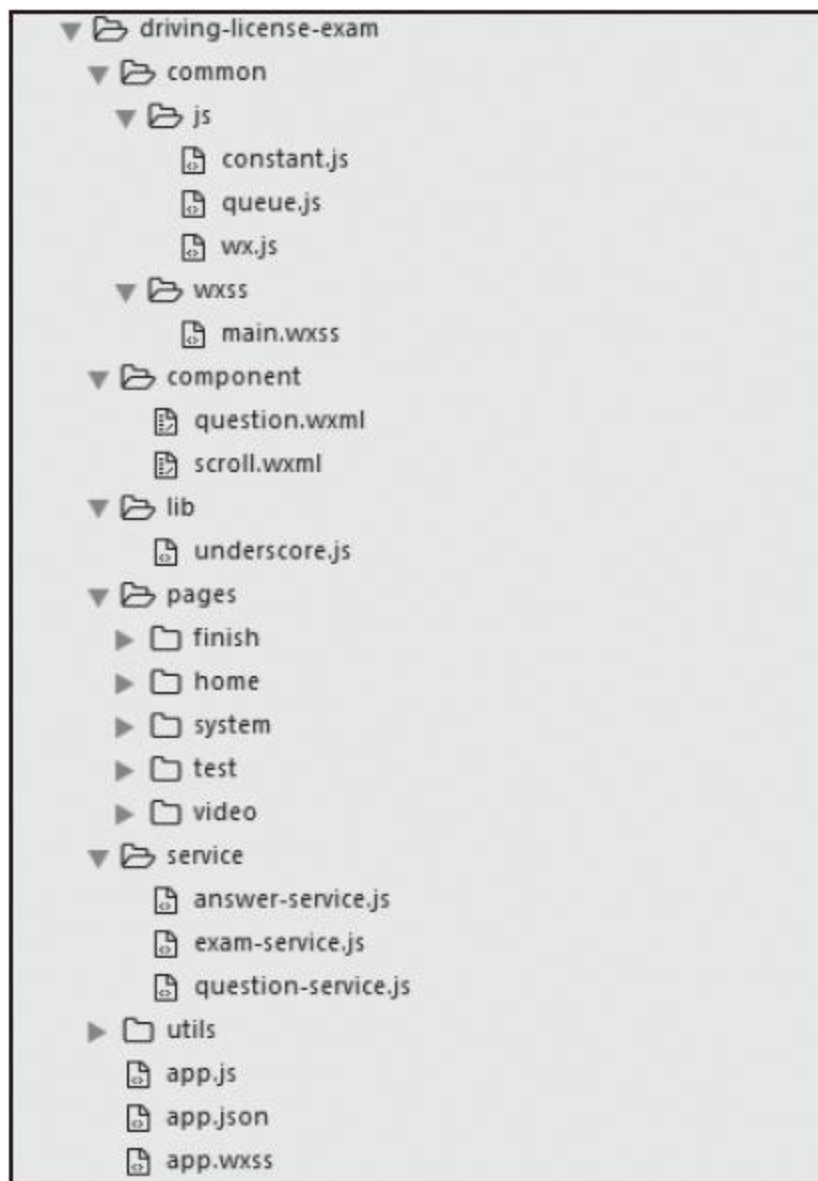 driving-license-exam
common
js
constant.js
queue.js
wx.js
wxss
main.wxss
component
question.wxml
scroll.wxml
lib
underscore.js
pages
finish
home
system
test
video
service
answer-service.js
exam-service.js
question-service.js
utils
app.js
app.json
app.wxss